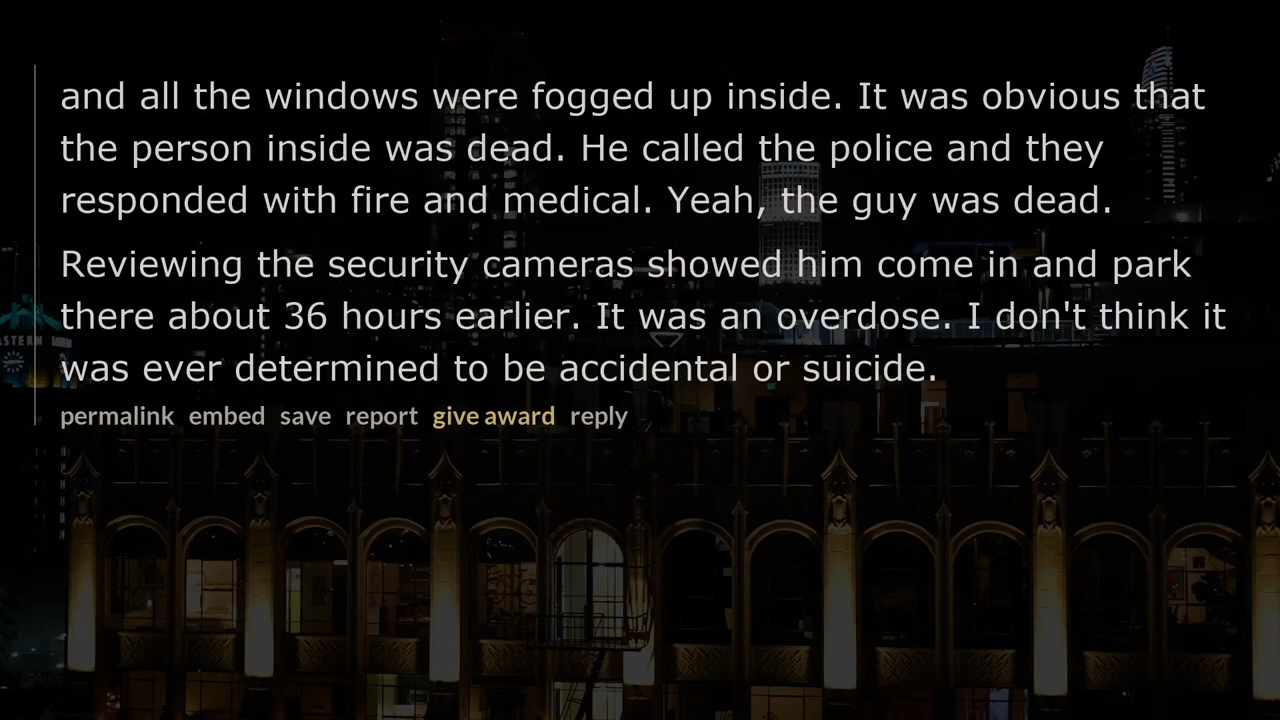 and all the windows were fogged up inside. It was obvious that
the person inside was dead. He called the police and they
responded with fire and medical. Yeah, the guy was dead.
Reviewing the security cameras showed him come in and park
there about 36 hours earlier. It was an overdose. I don't think it
was ever determined to be accidental or suicide.
permalink embed save report give award reply